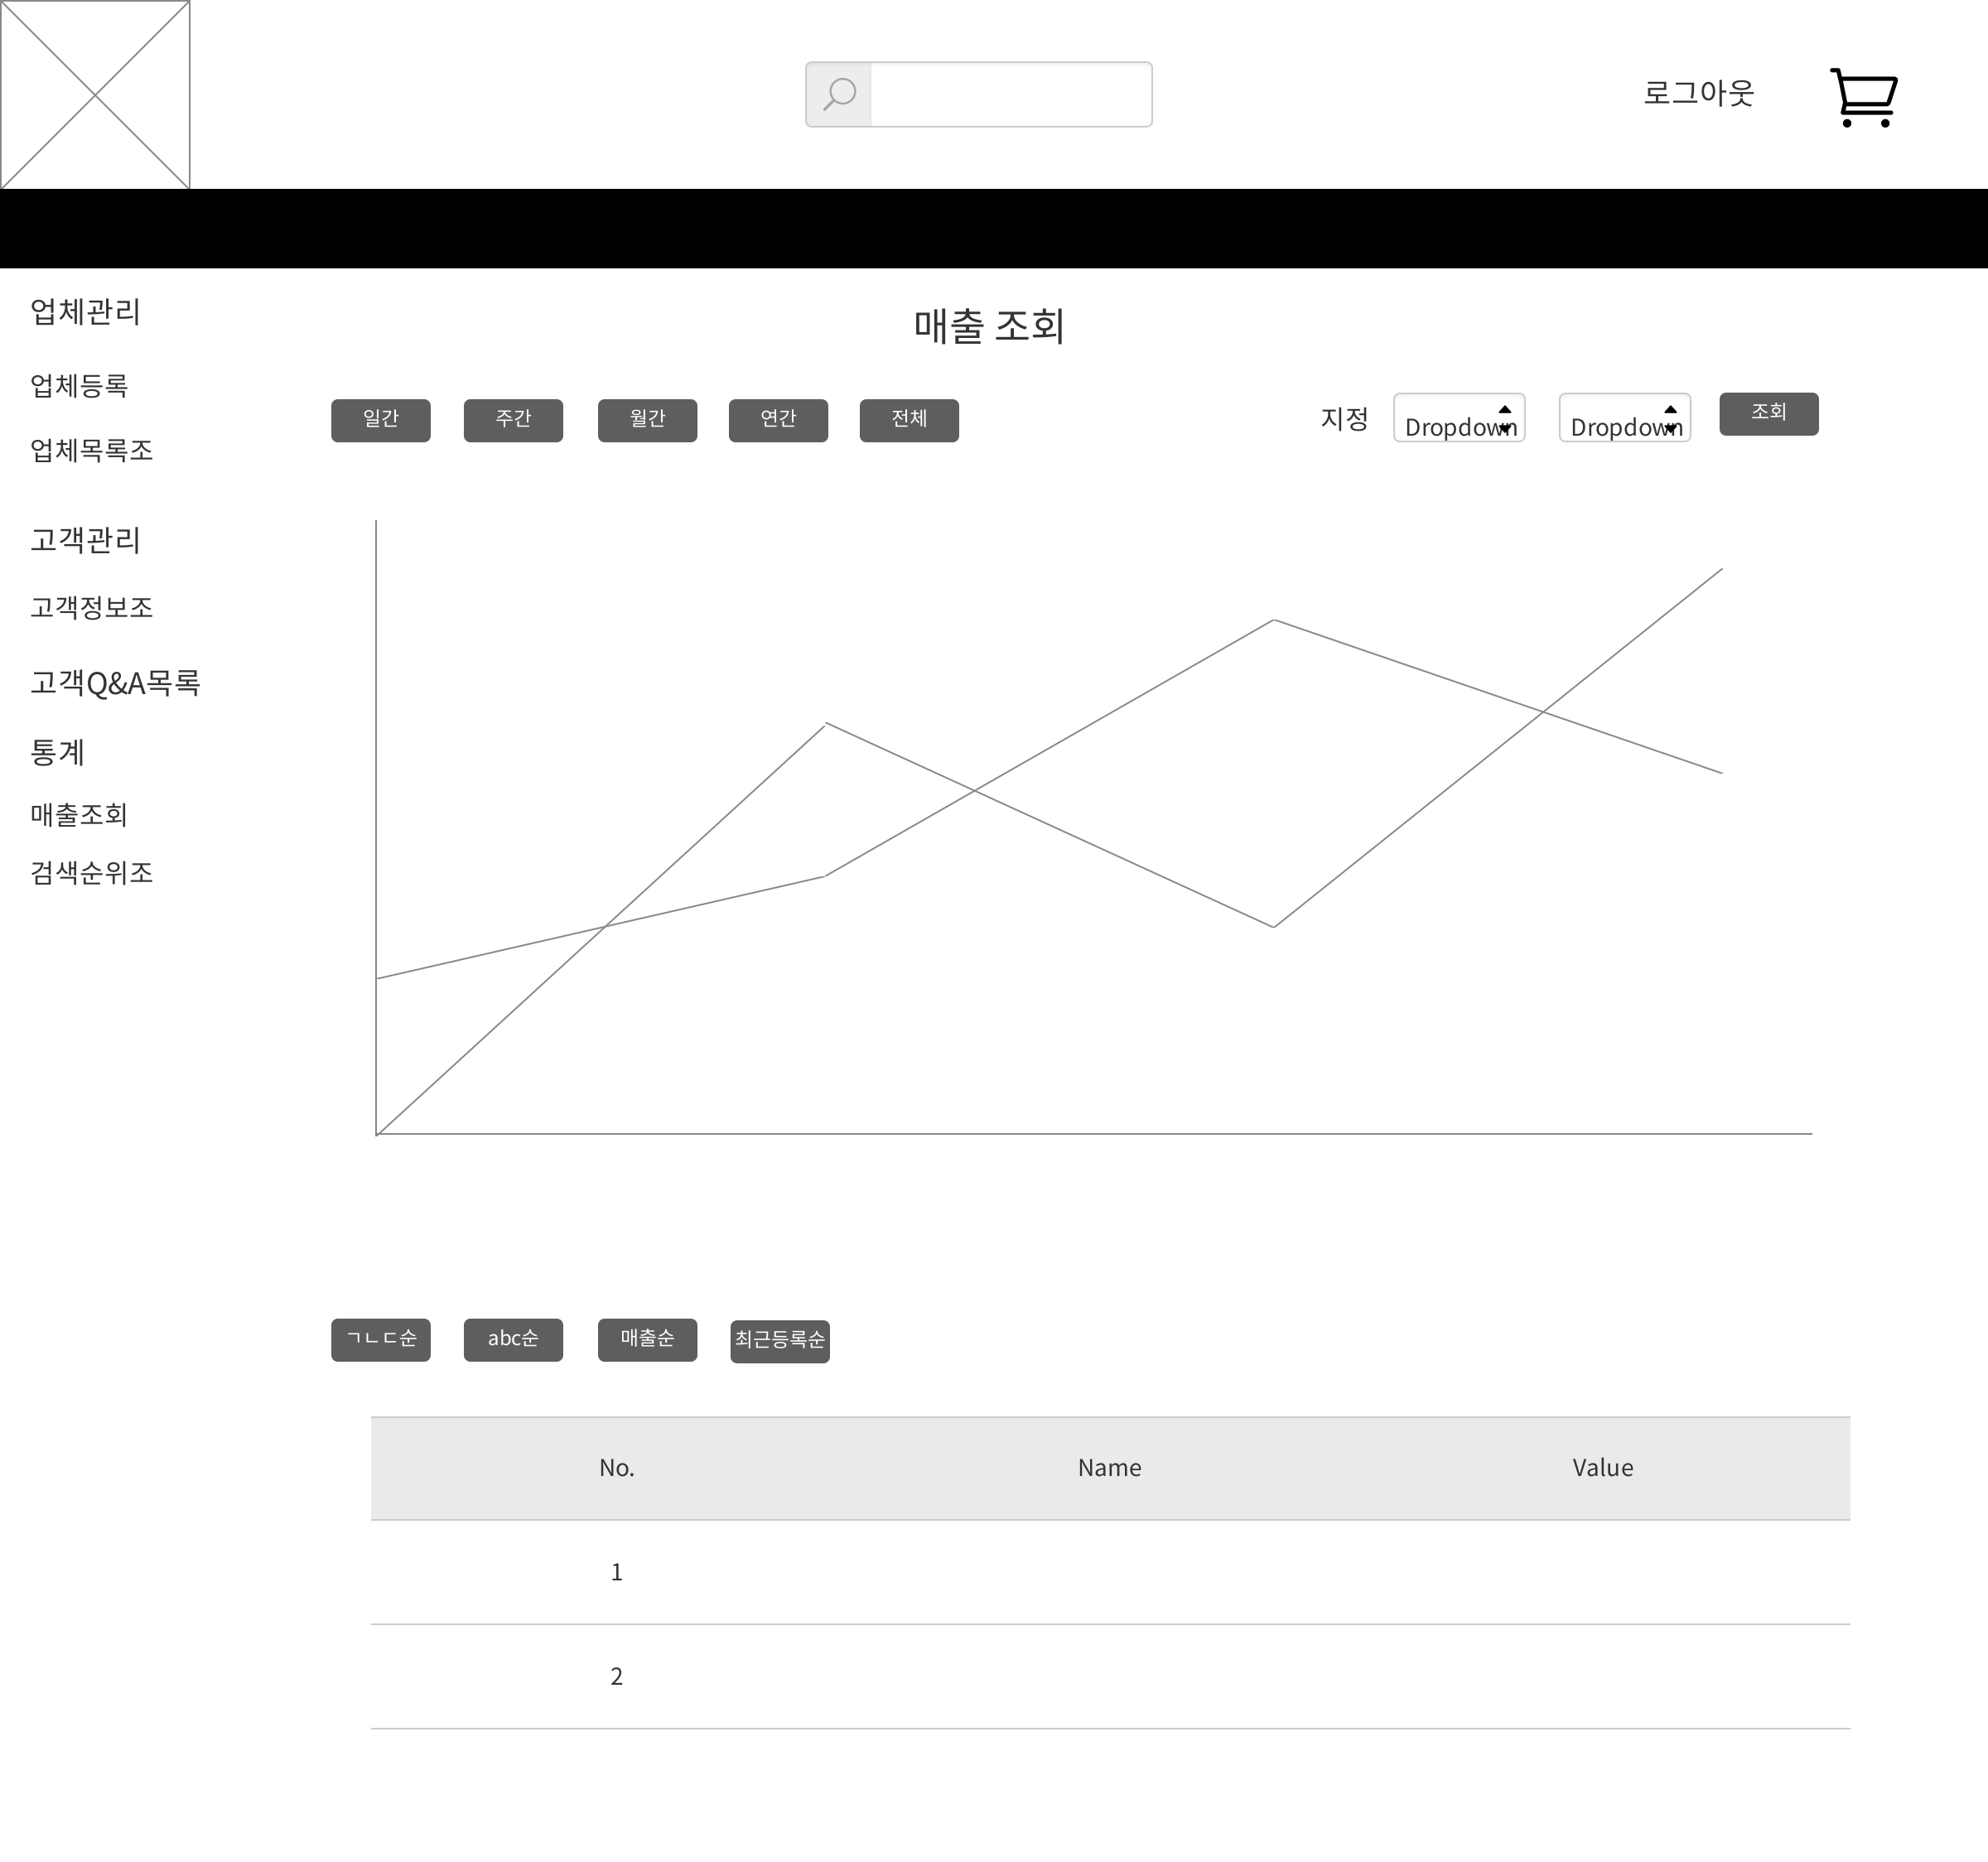 로그아웃
업체관리
업체등록
업체목록조
고객관리
고객정보조
고객Q&A목록
통계
매출조회
검색순위조
매출 조회
일간 주간 월간 연간 전체
지정 Dropdown Dropdown 조회
ㄱㄴㄷ순 abc순 매출순 최근등록순
No. Name Value
1
2